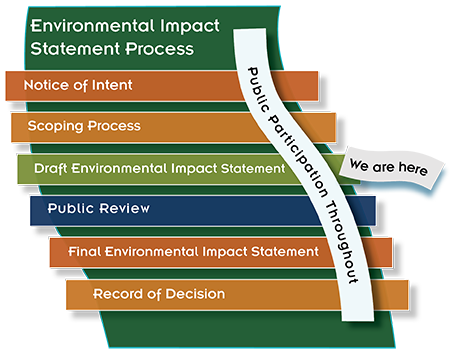 Environmental Impact
Statement Process
Notice of Intent
Scoping Process
Draft Environmental Impact Statement
We are here
Public Review
Final Environmental Impact Statement
Record of Decision
Public Participation Throughout